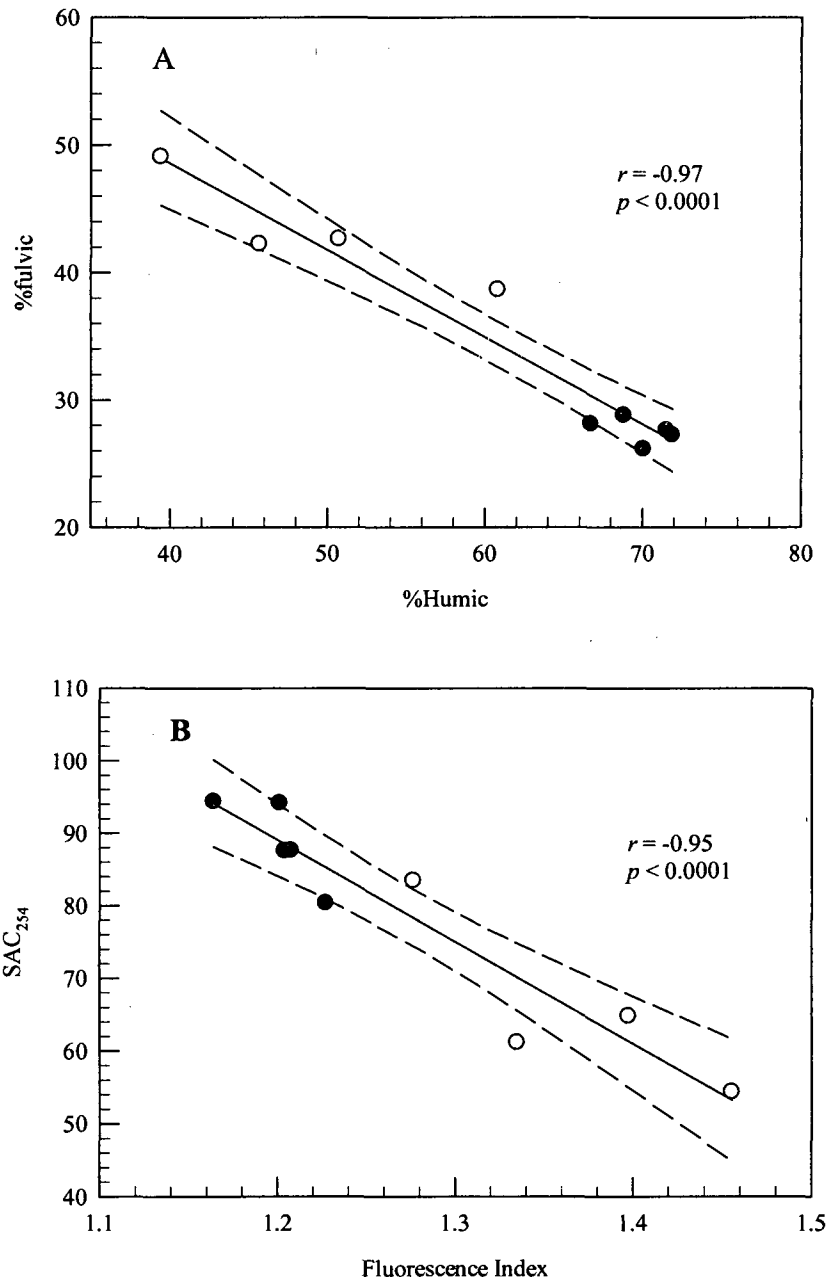 A
60
50
40
30
20
%fulvic
r = -0.97
p < 0.0001
40 50 60 70 80
%Humic
B
110
100
90
80
70
60
50
40
SAC254
r = -0.95
p < 0.0001
1.1 1.2 1.3 1.4 1.5
Fluorescence Index